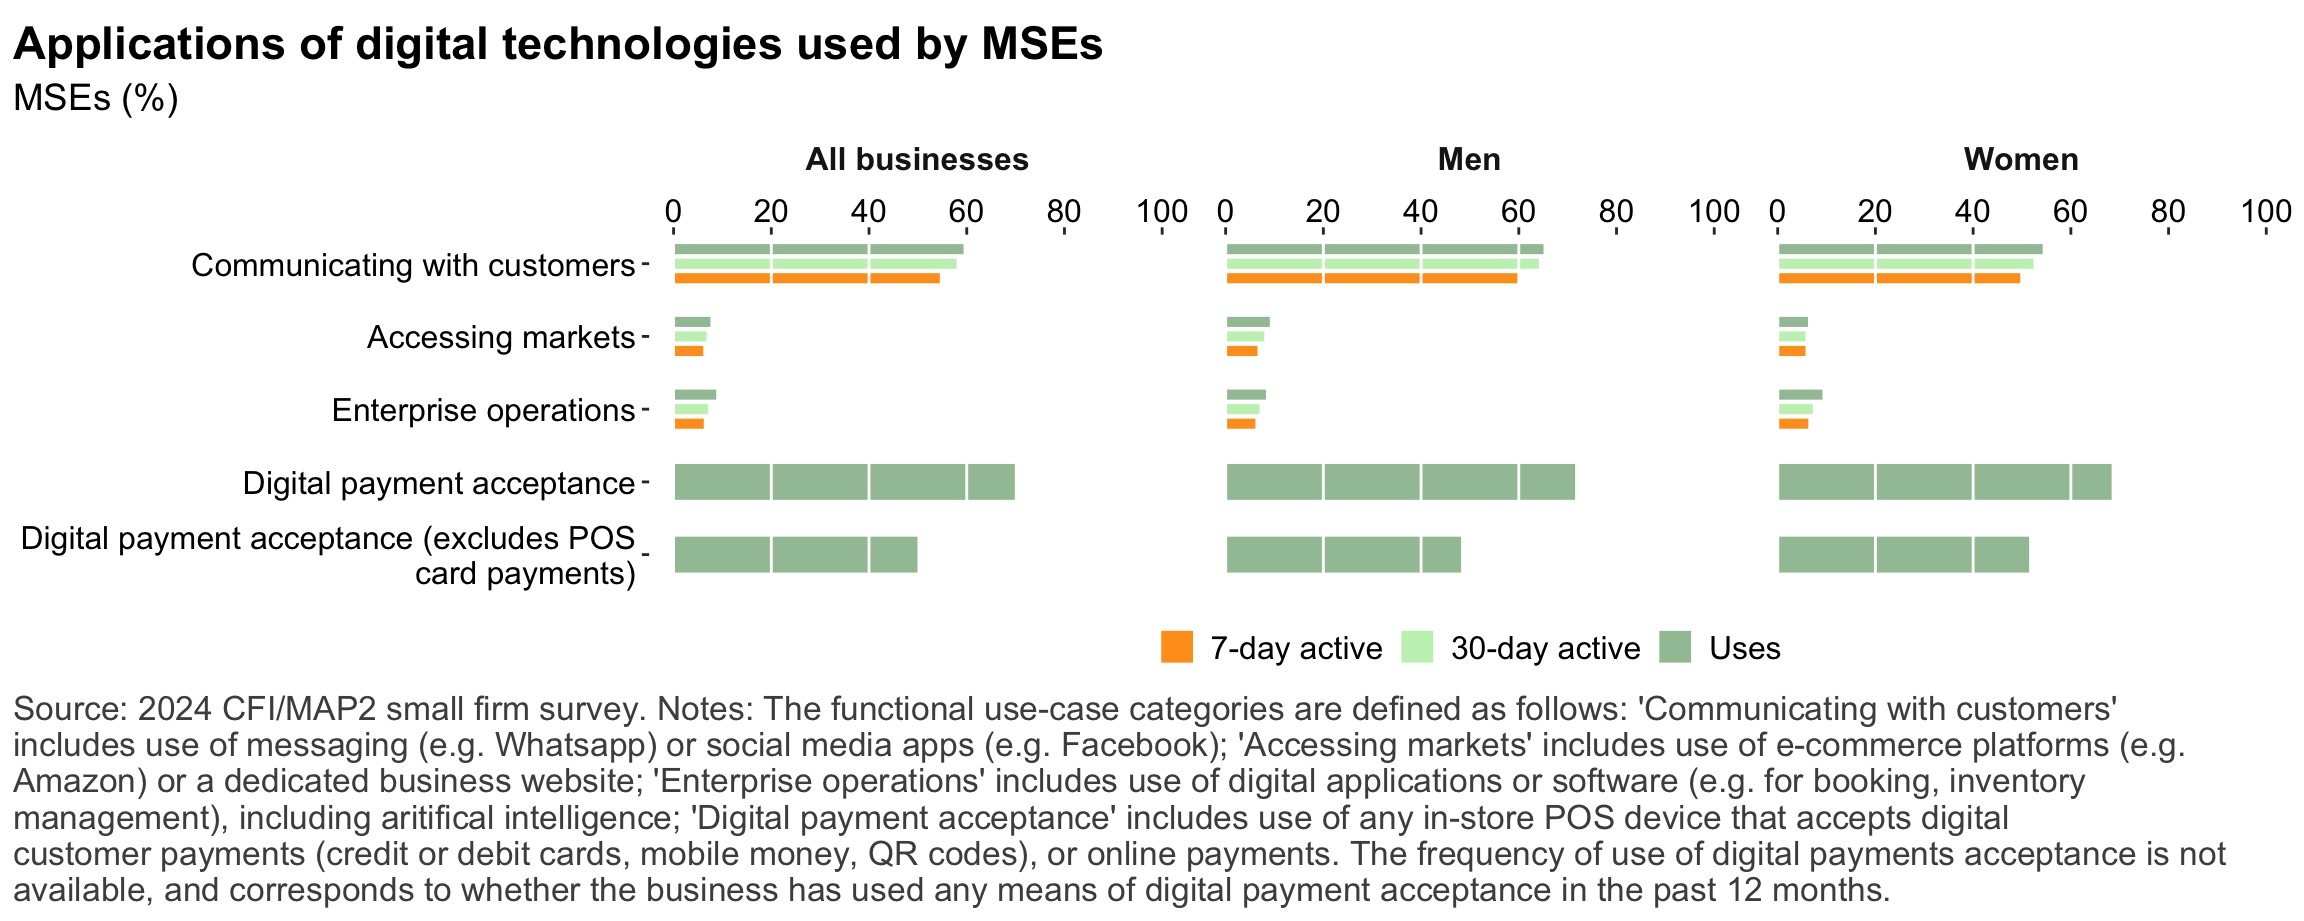 Applications of digital technologies used by MSEs
MSEs (%)
All businesses Men Women
0 20 40 60 80 100 0 20 40 60 80 100 0 20 40 60 80 100
Communicating with customers
Accessing markets
Enterprise operations
Digital payment acceptance
Digital payment acceptance (excludes POS
card payments)
7-day active 30-day active Uses
Source: 2024 CFI/MAP2 small firm survey. Notes: The functional use-case categories are defined as follows: 'Communicating with customers'
includes use of messaging (e.g. Whatsapp) or social media apps (e.g. Facebook); 'Accessing markets' includes use of e-commerce platforms (e.g.
Amazon) or a dedicated business website; 'Enterprise operations' includes use of digital applications or software (e.g. for booking, inventory
management), including aritifical intelligence; 'Digital payment acceptance' includes use of any in-store POS device that accepts digital
customer payments (credit or debit cards, mobile money, QR codes), or online payments. The frequency of use of digital payments acceptance is not
available, and corresponds to whether the business has used any means of digital payment acceptance in the past 12 months.